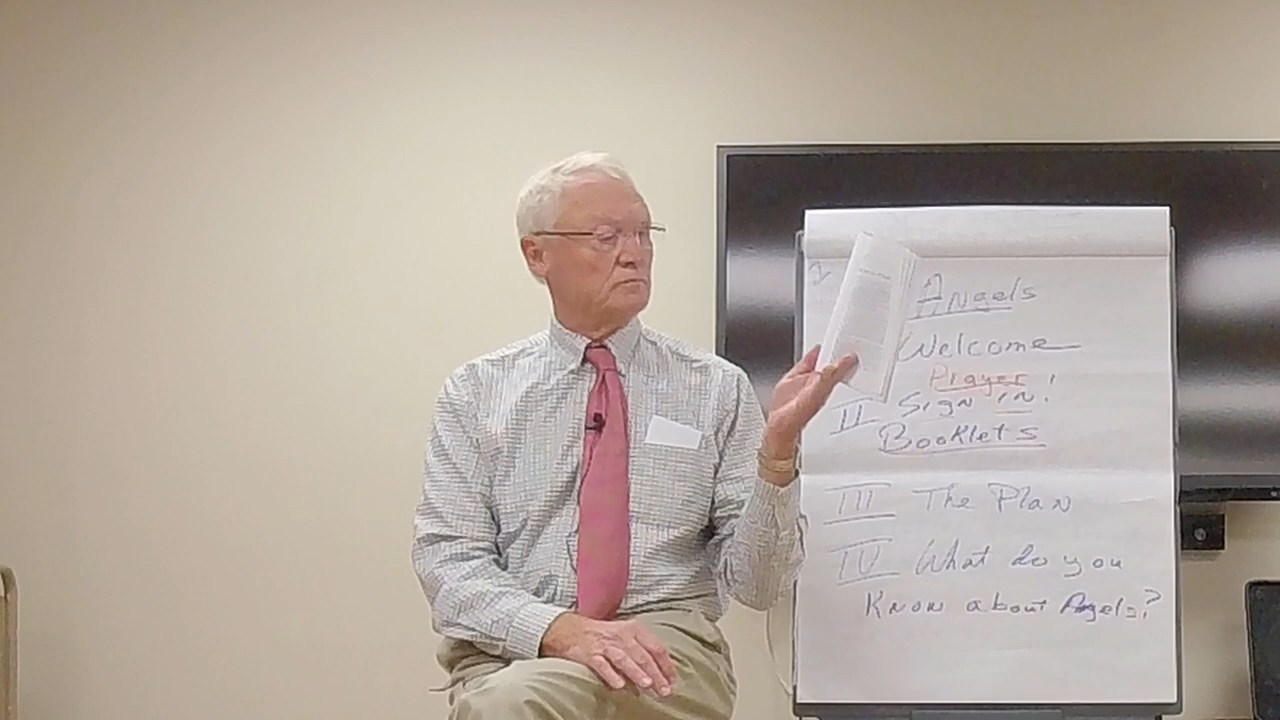 Angels
Welcome
Prayer
II Sign in!
Booklets
III The Plan
IV What do you
Know about Angels?